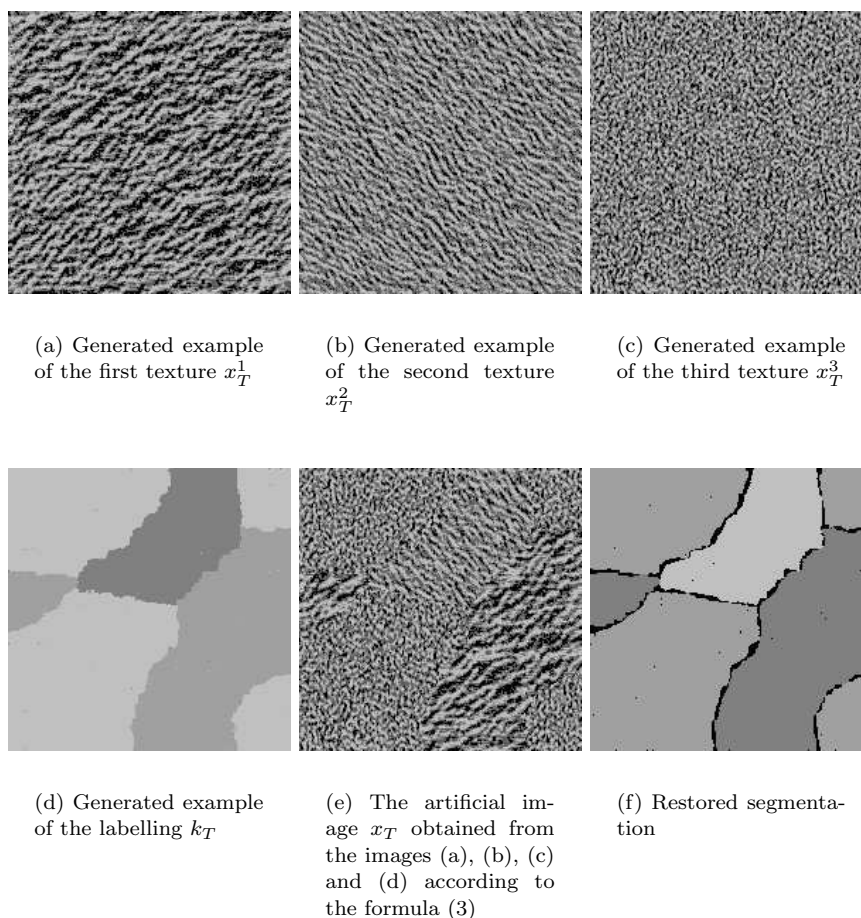 (a) Generated example
of the first texture x_T^1
(b) Generated example
of the second texture
x_T^2
(c) Generated example
of the third texture x_T^3
(d) Generated example
of the labelling k_T
(e) The artificial im-
age x_T obtained from
the images (a), (b), (c)
and (d) according to
the formula (3)
(f) Restored segmenta-
tion